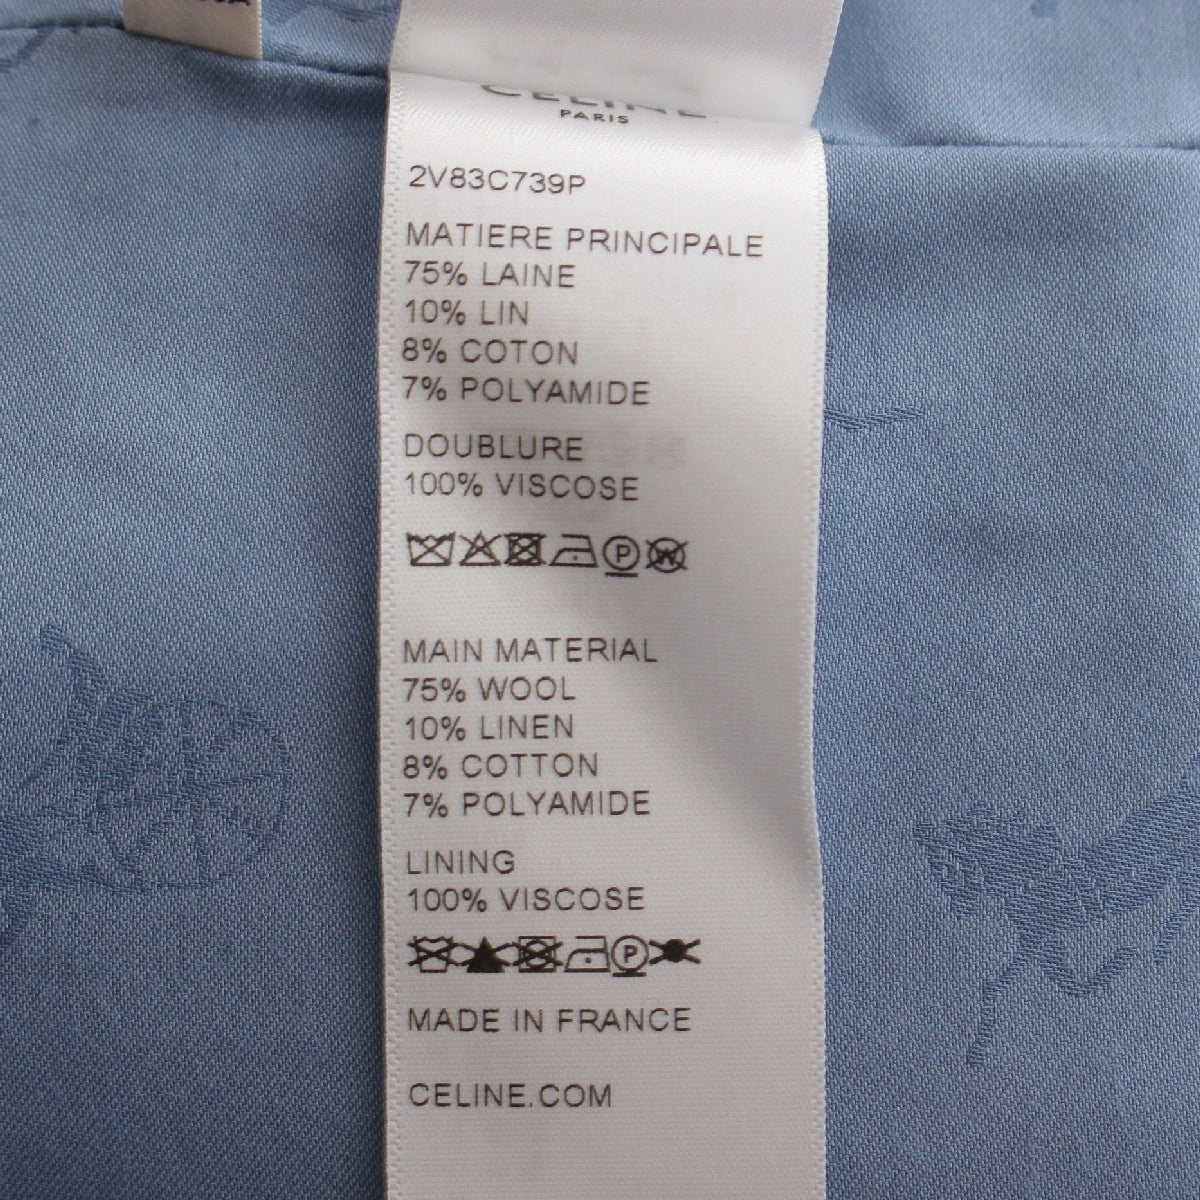 CELINE
PARIS
2V83C739P
MATIERE PRINCIPALE
75% LAINE
10% LIN
8% COTON
7% POLYAMIDE
DOUBLURE
100% VISCOSE
P W
MAIN MATERIAL
75% WOOL
10% LINEN
8% COTTON
7% POLYAMIDE
LINING
100% VISCOSE
P
MADE IN FRANCE
CELINE.COM